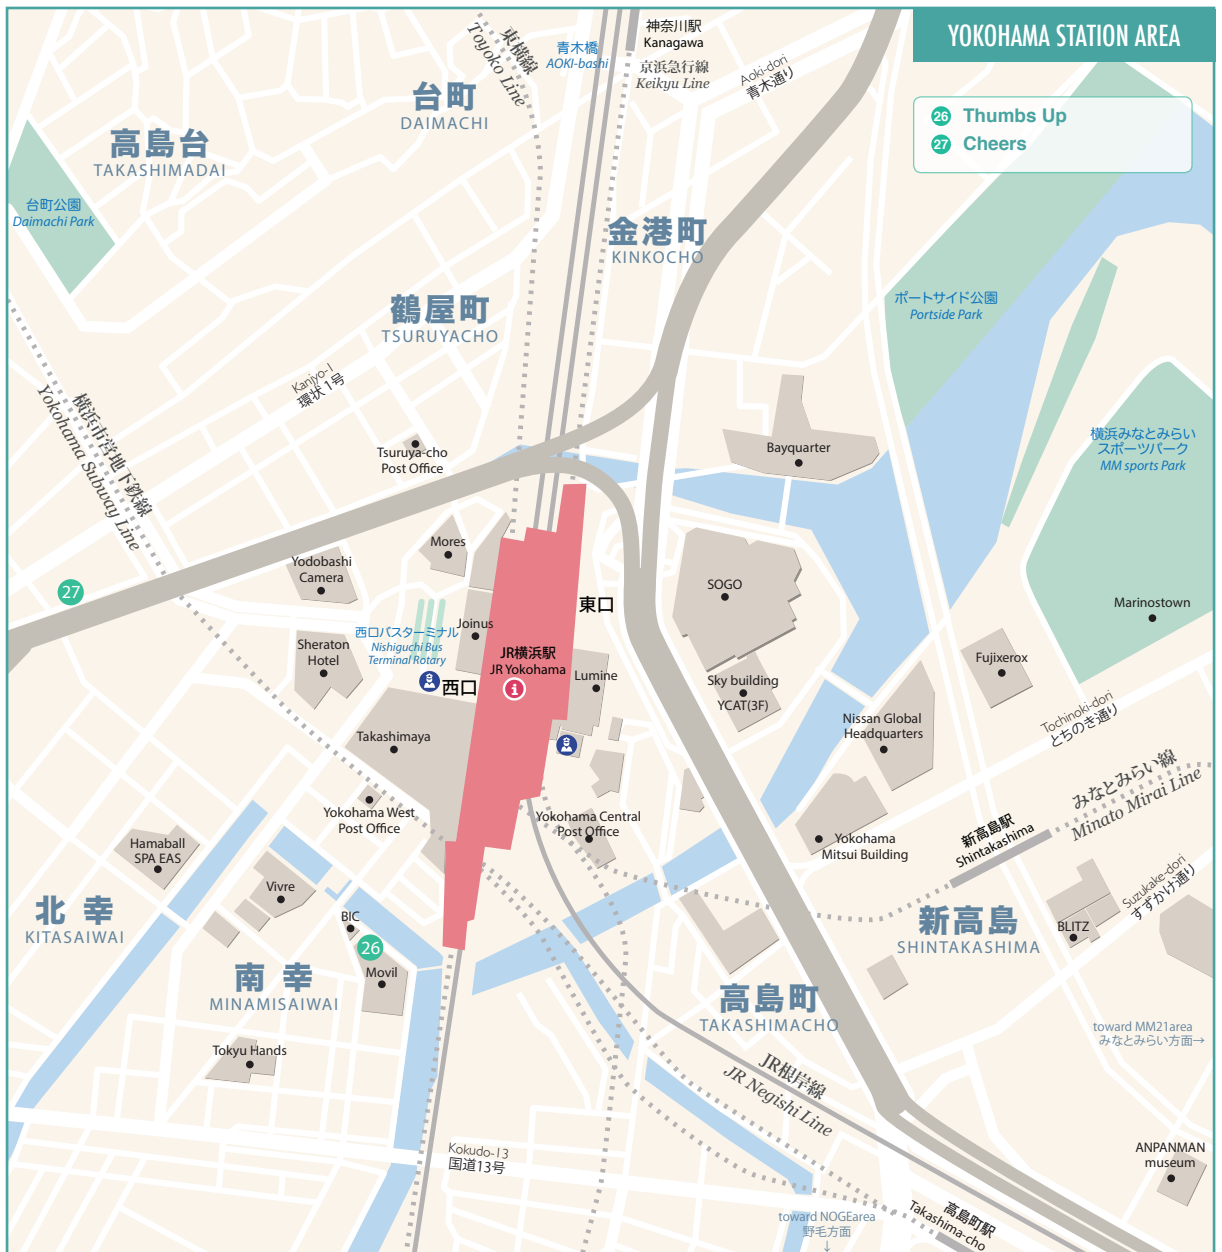 YOKOHAMA STATION AREA
26 Thumbs Up
27 Cheers
神奈川駅
Kanagawa
京浜急行線
Keikyu Line
青木橋
AOKI-bashi
東横線
Toyoko Line
Aoki-dori
青木通り
台町
DAIMACHI
高島台
TAKASHIMADAI
台町公園
Daimachi Park
金港町
KINKOCHO
鶴屋町
TSURUYACHO
ポートサイド公園
Portside Park
Kanjyo-1
環状1号
横浜市営地下鉄線
Yokohama Subway Line
Tsuruya-cho
Post Office
Bayquarter
横浜みなとみらい
スポーツパーク
MM sports Park
Mores
Yodobashi
Camera
SOGO
27
東口
Marinostown
西口バスターミナル
Nishiguchi Bus
Terminal Rotary
Joinus
Sheraton
Hotel
JR横浜駅
JR Yokohama
i
西口
Lumine
Fujixerox
Sky building
YCAT(3F)
Tochinoki-dori
とちのき通り
Nissan Global
Headquarters
Takashimaya
みなとみらい線
Minato Mirai Line
Yokohama West
Post Office
Yokohama Central
Post Office
Yokohama
Mitsui Building
新高島駅
Shintakashima
Hamaball
SPA EAS
Vivre
Suzukake-dori
すずかけ通り
北幸
KITASAIWAI
BIC
26
Movil
新高島
SHINTAKASHIMA
BLITZ
南幸
MINAMISAIWAI
高島町
TAKASHIMACHO
toward MM21area
みなとみらい方面→
Tokyu Hands
JR根岸線
JR Negishi Line
Kokudo-13
国道13号
ANPANMAN
museum
toward NOGEarea
野毛方面
↓
高島町駅
Takashima-cho